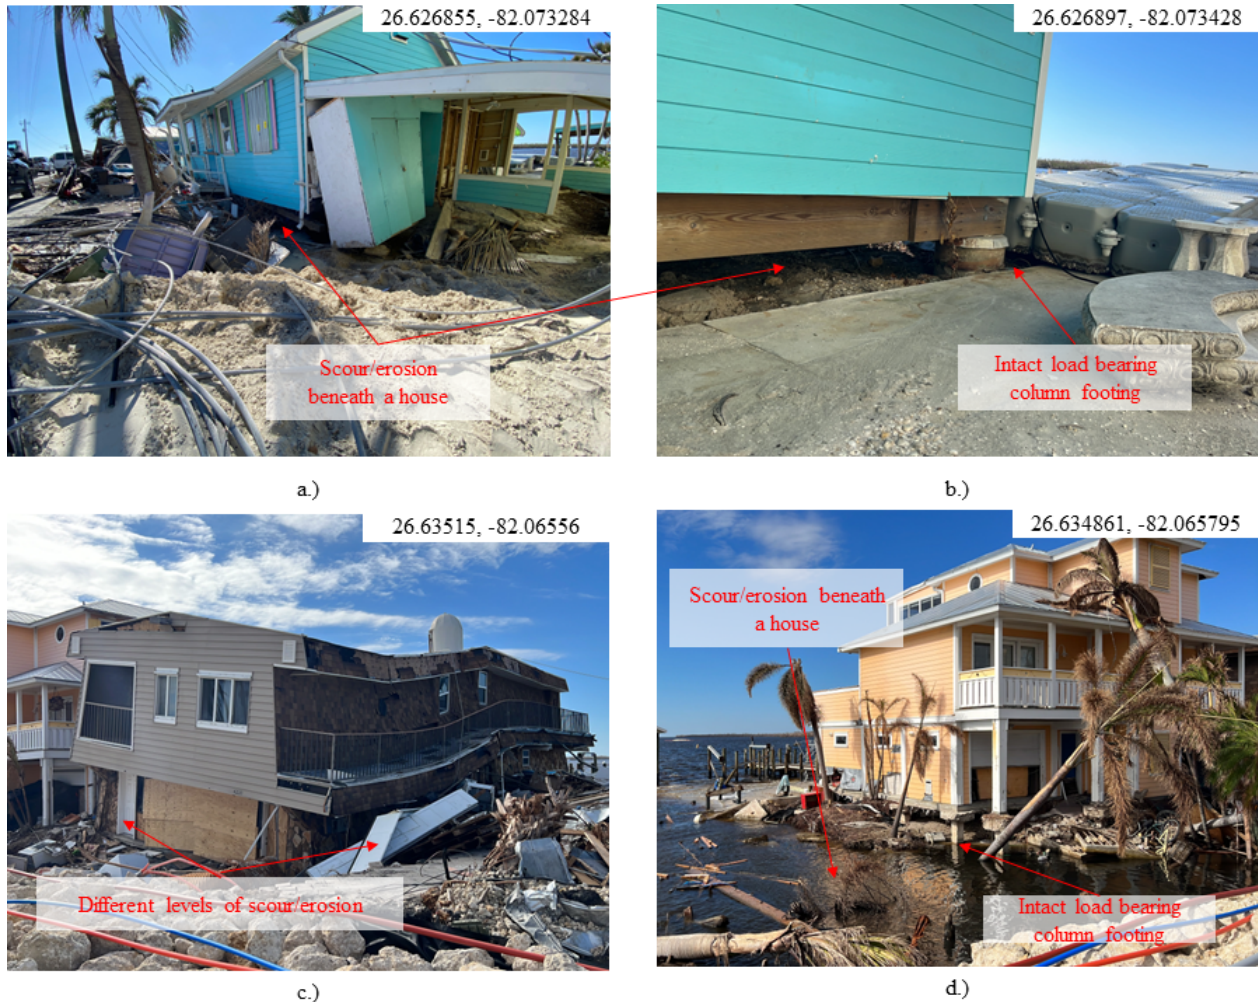 26.626855, -82.073284
26.626897, -82.073428
Scour/erosion
beneath a house
Intact load bearing
column footing
a.)
b.)
26.63515, -82.06556
26.634861, -82.065795
Scour/erosion beneath
a house
Different levels of scour/erosion
Intact load bearing
column footing
c.)
d.)